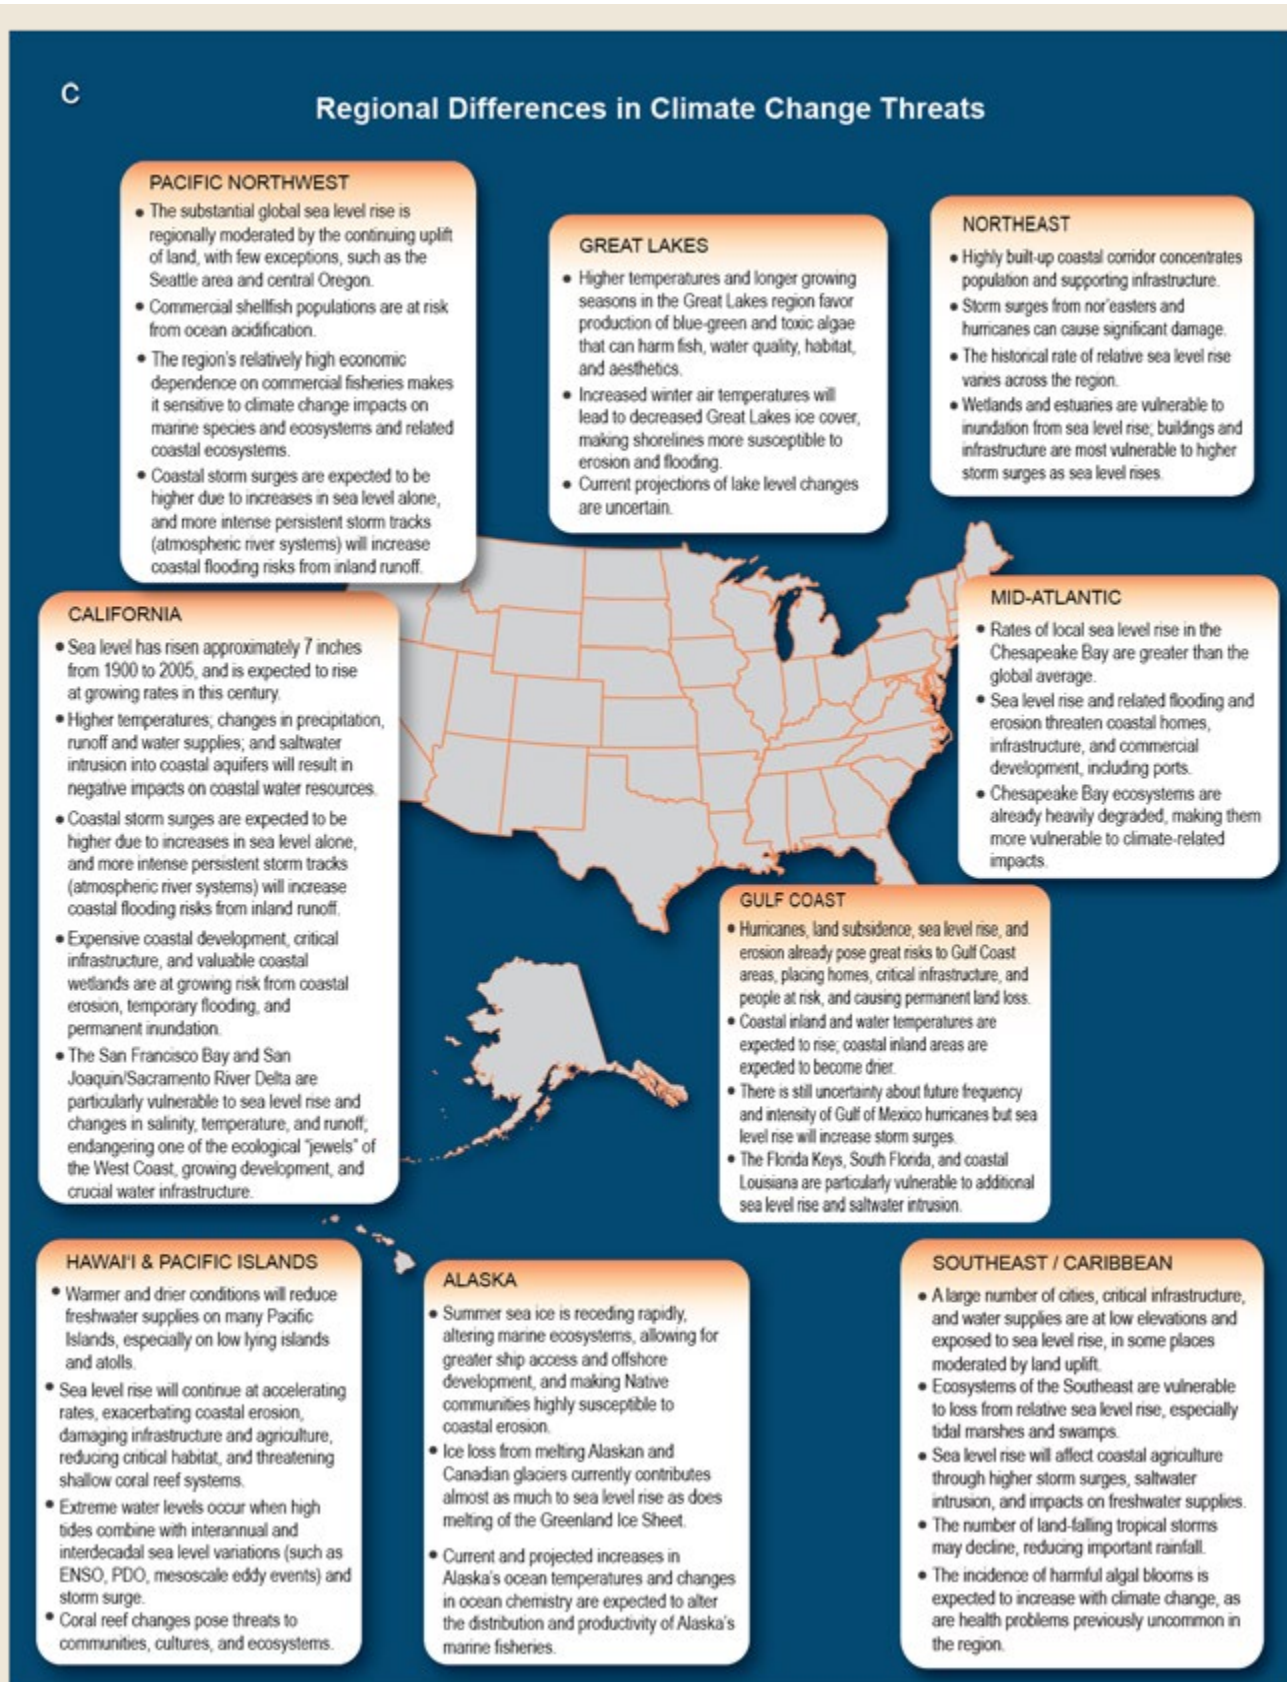 C
Regional Differences in Climate Change Threats
PACIFIC NORTHWEST
• The substantial global sea level rise is
regionally moderated by the continuing uplift
of land, with few exceptions, such as the
Seattle area and central Oregon.
• Commercial shellfish populations are at risk
from ocean acidification.
• The region's relatively high economic
dependence on commercial fisheries makes
it sensitive to climate change impacts on
marine species and ecosystems and related
coastal ecosystems.
• Coastal storm surges are expected to be
higher due to increases in sea level alone,
and more intense persistent storm tracks
(atmospheric river systems) will increase
coastal flooding risks from inland runoff.
GREAT LAKES
• Higher temperatures and longer growing
seasons in the Great Lakes region favor
production of blue-green and toxic algae
that can harm fish, water quality, habitat,
and aesthetics.
• Increased winter air temperatures will
lead to decreased Great Lakes ice cover,
making shorelines more susceptible to
erosion and flooding.
• Current projections of lake level changes
are uncertain.
NORTHEAST
• Highly built-up coastal corridor concentrates
population and supporting infrastructure.
• Storm surges from nor'easters and
hurricanes can cause significant damage.
• The historical rate of relative sea level rise
varies across the region.
• Wetlands and estuaries are vulnerable to
inundation from sea level rise; buildings and
infrastructure are most vulnerable to higher
storm surges as sea level rises.
CALIFORNIA
• Sea level has risen approximately 7 inches
from 1900 to 2005, and is expected to rise
at growing rates in this century.
• Higher temperatures; changes in precipitation,
runoff and water supplies; and saltwater
intrusion into coastal aquifers will result in
negative impacts on coastal water resources.
• Coastal storm surges are expected to be
higher due to increases in sea level alone,
and more intense persistent storm tracks
(atmospheric river systems) will increase
coastal flooding risks from inland runoff.
• Expensive coastal development, critical
infrastructure, and valuable coastal
wetlands are at growing risk from coastal
erosion, temporary flooding, and
permanent inundation.
• The San Francisco Bay and San
Joaquin/Sacramento River Delta are
particularly vulnerable to sea level rise and
changes in salinity, temperature, and runoff;
endangering one of the ecological "jewels" of
the West Coast, growing development, and
crucial water infrastructure.
MID-ATLANTIC
• Rates of local sea level rise in the
Chesapeake Bay are greater than the
global average.
• Sea level rise and related flooding and
erosion threaten coastal homes,
infrastructure, and commercial
development, including ports.
• Chesapeake Bay ecosystems are
already heavily degraded, making them
more vulnerable to climate-related
impacts.
GULF COAST
• Hurricanes, land subsidence, sea level rise, and
erosion already pose great risks to Gulf Coast
areas, placing homes, critical infrastructure, and
people at risk, and causing permanent land loss.
• Coastal inland and water temperatures are
expected to rise; coastal inland areas are
expected to become drier.
• There is still uncertainty about future frequency
and intensity of Gulf of Mexico hurricanes but sea
level rise will increase storm surges.
• The Florida Keys, South Florida, and coastal
Louisiana are particularly vulnerable to additional
sea level rise and saltwater intrusion.
HAWAI'I & PACIFIC ISLANDS
• Warmer and drier conditions will reduce
freshwater supplies on many Pacific
Islands, especially on low lying islands
and atolls.
• Sea level rise will continue at accelerating
rates, exacerbating coastal erosion,
damaging infrastructure and agriculture,
reducing critical habitat, and threatening
shallow coral reef systems.
• Extreme water levels occur when high
tides combine with interannual and
interdecadal sea level variations (such as
ENSO, PDO, mesoscale eddy events) and
storm surge.
• Coral reef changes pose threats to
communities, cultures, and ecosystems.
ALASKA
• Summer sea ice is receding rapidly,
altering marine ecosystems, allowing for
greater ship access and offshore
development, and making Native
communities highly susceptible to
coastal erosion.
• Ice loss from melting Alaskan and
Canadian glaciers currently contributes
almost as much to sea level rise as does
melting of the Greenland Ice Sheet.
• Current and projected increases in
Alaska's ocean temperatures and changes
in ocean chemistry are expected to alter
the distribution and productivity of Alaska's
marine fisheries.
SOUTHEAST / CARIBBEAN
• A large number of cities, critical infrastructure,
and water supplies are at low elevations and
exposed to sea level rise, in some places
moderated by land uplift.
• Ecosystems of the Southeast are vulnerable
to loss from relative sea level rise, especially
tidal marshes and swamps.
• Sea level rise will affect coastal agriculture
through higher storm surges, saltwater
intrusion, and impacts on freshwater supplies.
• The number of land-falling tropical storms
may decline, reducing important rainfall.
• The incidence of harmful algal blooms is
expected to increase with climate change, as
are health problems previously uncommon in
the region.